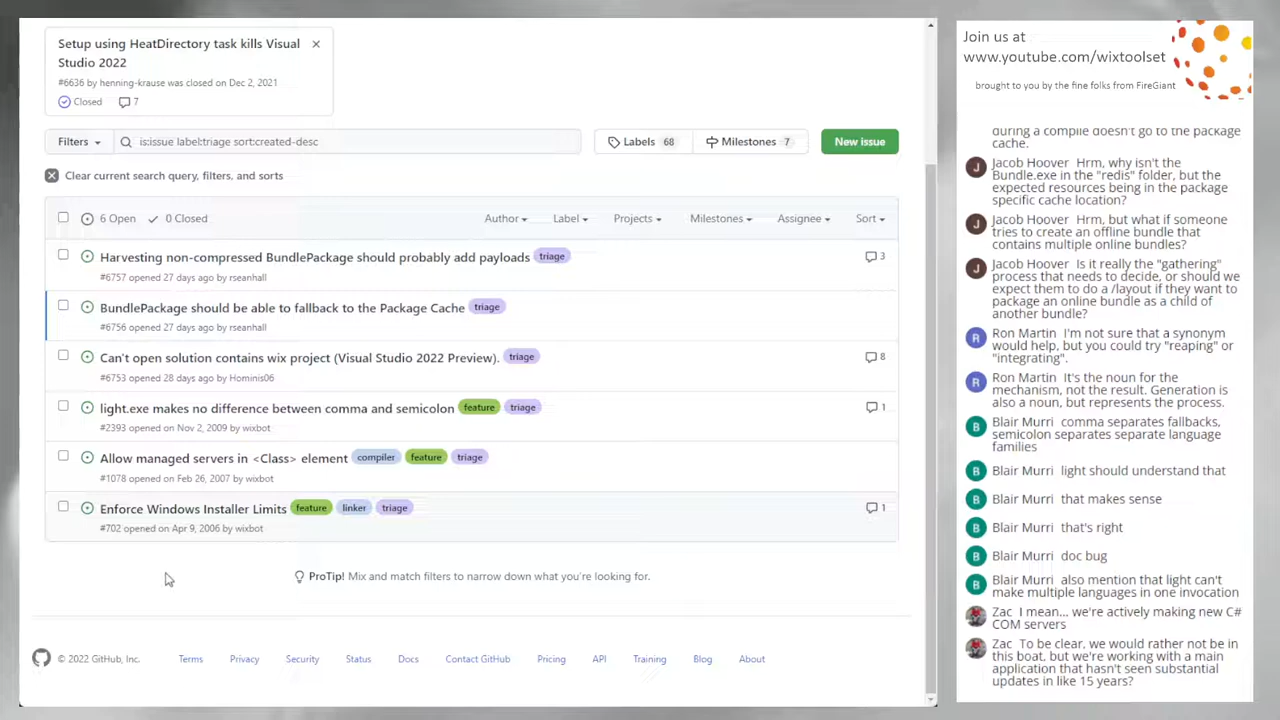 Setup using HeatDirectory task kills Visual
Studio 2022
#6636 by henning-krause was closed on Dec 2, 2021
Closed 7
Filters
is:issue label:triage sort:created-desc
Labels 68
Milestones 7
New issue
Clear current search query, filters, and sorts
6 Open 0 Closed
Author Label Projects Milestones Assignee Sort
Harvesting non-compressed BundlePackage should probably add payloads triage 3
#6757 opened 27 days ago by rseanhall
BundlePackage should be able to fallback to the Package Cache triage
#6756 opened 27 days ago by rseanhall
Can't open solution contains wix project (Visual Studio 2022 Preview). triage 8
#6753 opened 28 days ago by Hominis06
light.exe makes no difference between comma and semicolon feature triage 1
#2393 opened on Nov 2, 2009 by wixbot
Allow managed servers in <Class> element compiler feature triage
#1078 opened on Feb 26, 2007 by wixbot
Enforce Windows Installer Limits feature linker triage 1
#702 opened on Apr 9, 2006 by wixbot
ProTip! Mix and match filters to narrow down what you're looking for.
© 2022 GitHub, Inc. Terms Privacy Security Status Docs Contact GitHub Pricing API Training Blog About
Join us at
www.youtube.com/wixtoolset
brought to you by the fine folks from FireGiant
during a compile doesn't go to the package
cache.
J Jacob Hoover Hrm, why isn't the
Bundle.exe in the "redis" folder, but the
expected resources being in the package
specific cache location?
J Jacob Hoover Hrm, but what if someone
tries to create an offline bundle that
contains multiple online bundles?
J Jacob Hoover Is it really the "gathering"
process that needs to decide, or should we
expect them to do a /layout if they want to
package an online bundle as a child of
another bundle?
R Ron Martin I'm not sure that a synonym
would help, but you could try "reaping" or
"integrating".
R Ron Martin It's the noun for the
mechanism, not the result. Generation is
also a noun, but represents the process.
B Blair Murri comma separates fallbacks,
semicolon separates separate language
families
B Blair Murri light should understand that
B Blair Murri that makes sense
B Blair Murri that's right
B Blair Murri doc bug
B Blair Murri also mention that light can't
make multiple languages in one invocation
Zac I mean... we're actively making new C#
COM servers
Zac To be clear, we would rather not be in
this boat, but we're working with a main
application that hasn't seen substantial
updates in like 15 years?